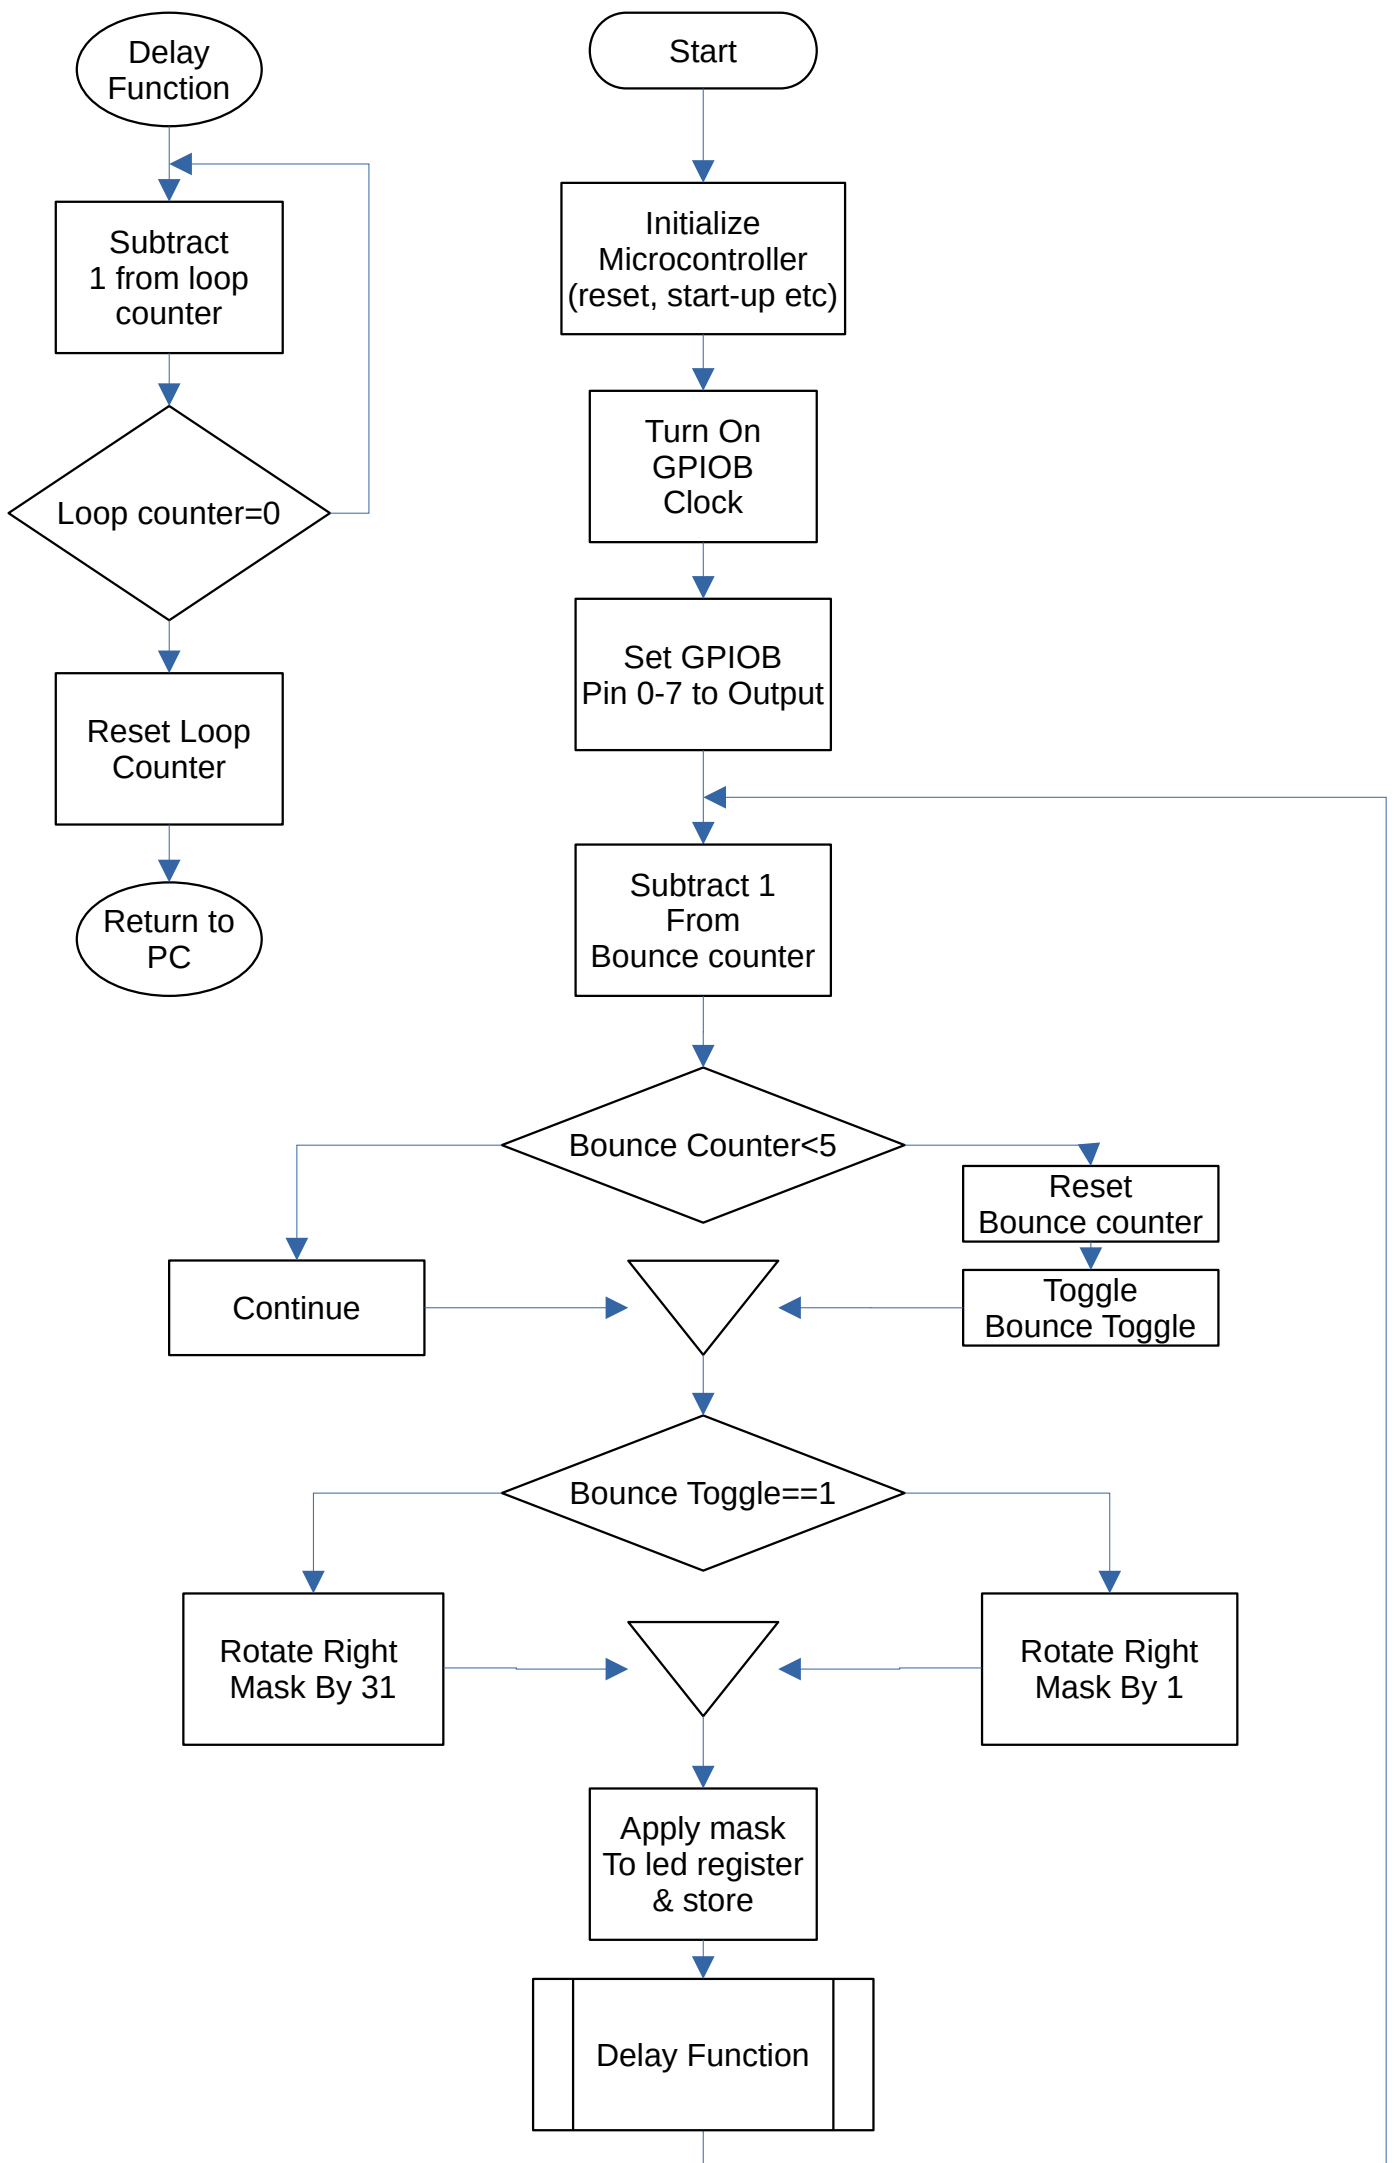 Delay
Function
Subtract
1 from loop
counter
Loop counter=0
Reset Loop
Counter
Return to
PC
Start
Initialize
Microcontroller
(reset, start-up etc)
Turn On
GPIOB
Clock
Set GPIOB
Pin 0-7 to Output
Subtract 1
From
Bounce counter
Bounce Counter<5
Reset
Bounce counter
Continue
Toggle
Bounce Toggle
Bounce Toggle==1
Rotate Right
Mask By 31
Rotate Right
Mask By 1
Apply mask
To led register
& store
Delay Function